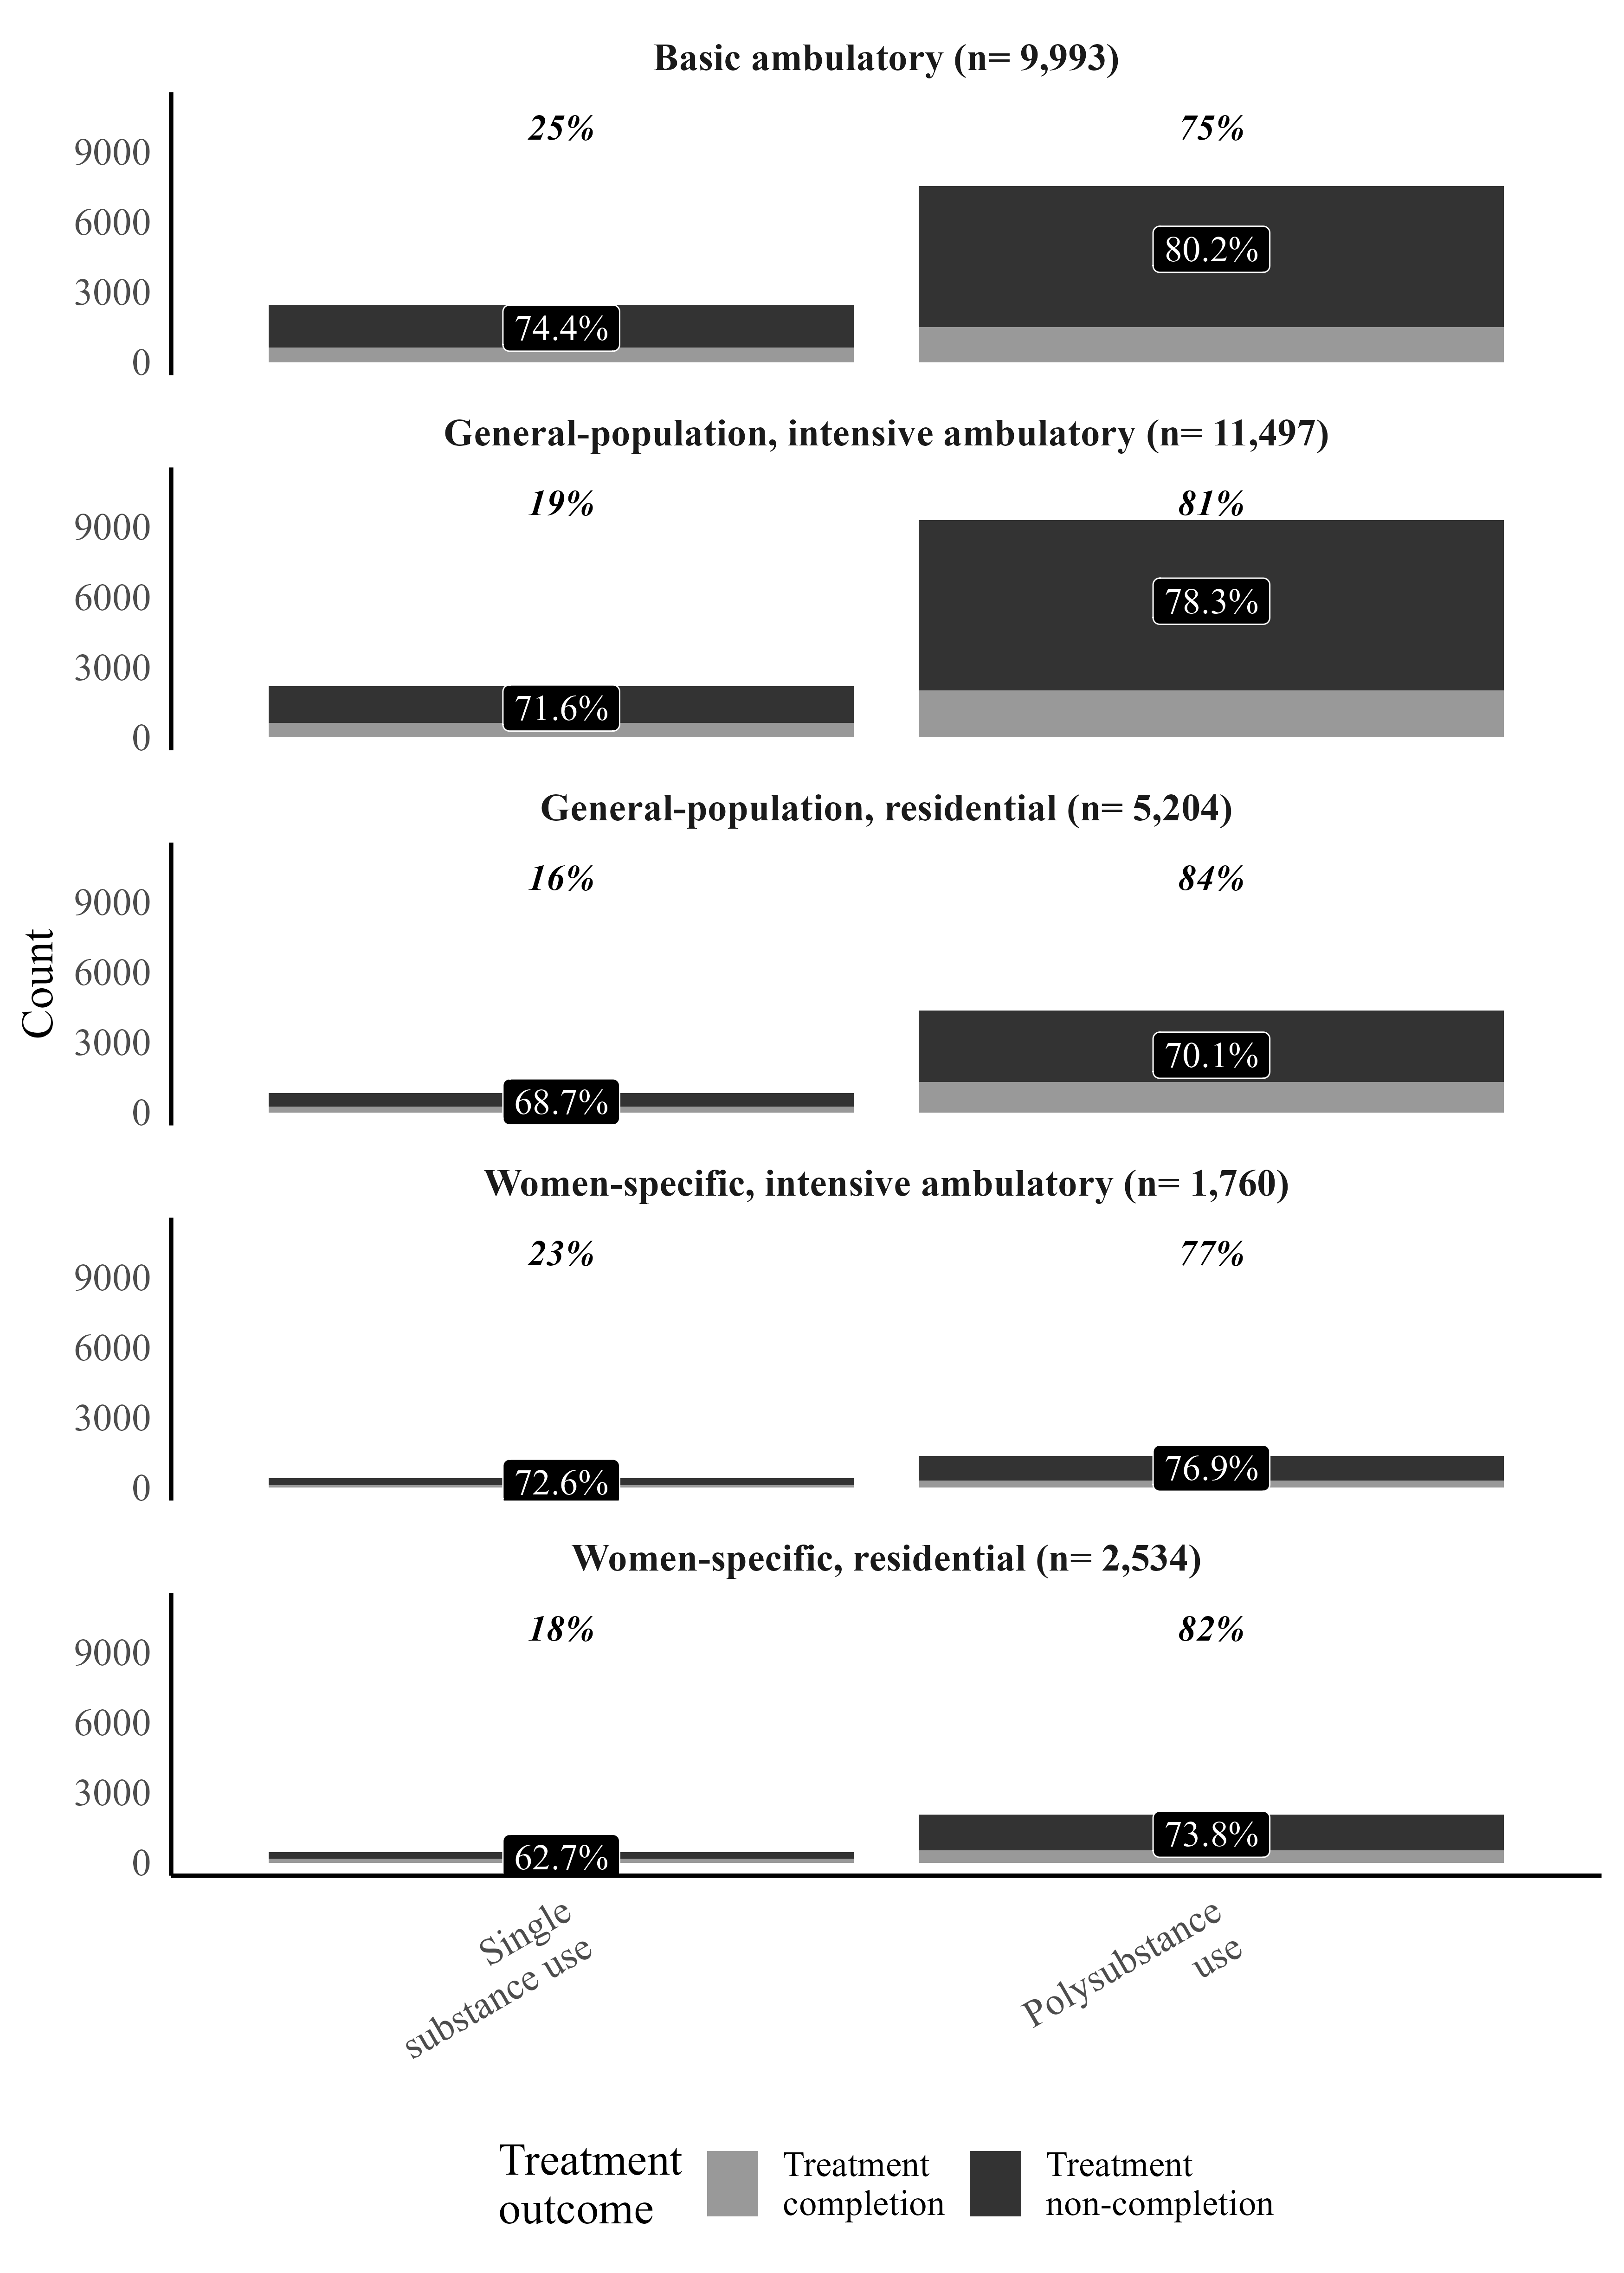 Basic ambulatory (n= 9,993)
25%
75%
9000
6000
3000
0
74.4%
80.2%
General-population, intensive ambulatory (n= 11,497)
19%
81%
9000
6000
3000
0
71.6%
78.3%
General-population, residential (n= 5,204)
16%
84%
9000
6000
3000
0
68.7%
70.1%
Count
Women-specific, intensive ambulatory (n= 1,760)
23%
77%
9000
6000
3000
0
72.6%
76.9%
Women-specific, residential (n= 2,534)
18%
82%
9000
6000
3000
0
62.7%
73.8%
Single
substance use
Polysubstance
use
Treatment
outcome
Treatment
completion
Treatment
non-completion